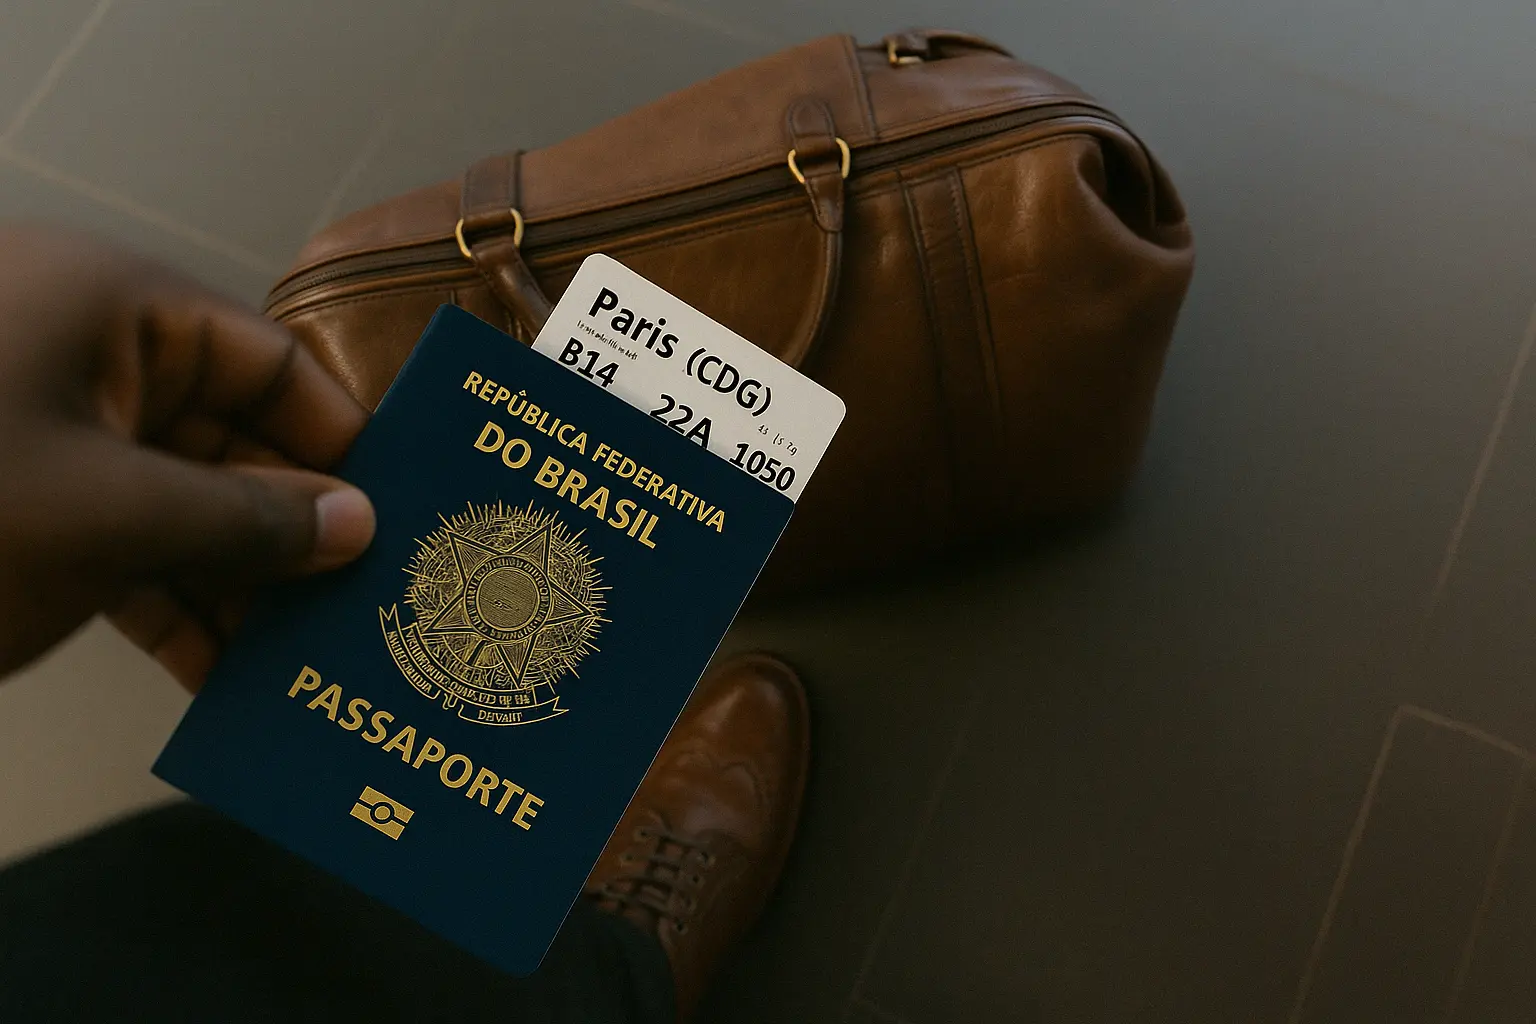 Paris (CDG)
B14
22A
1050
REPÚBLICA FEDERATIVA
DO BRASIL
PASSAPORTE